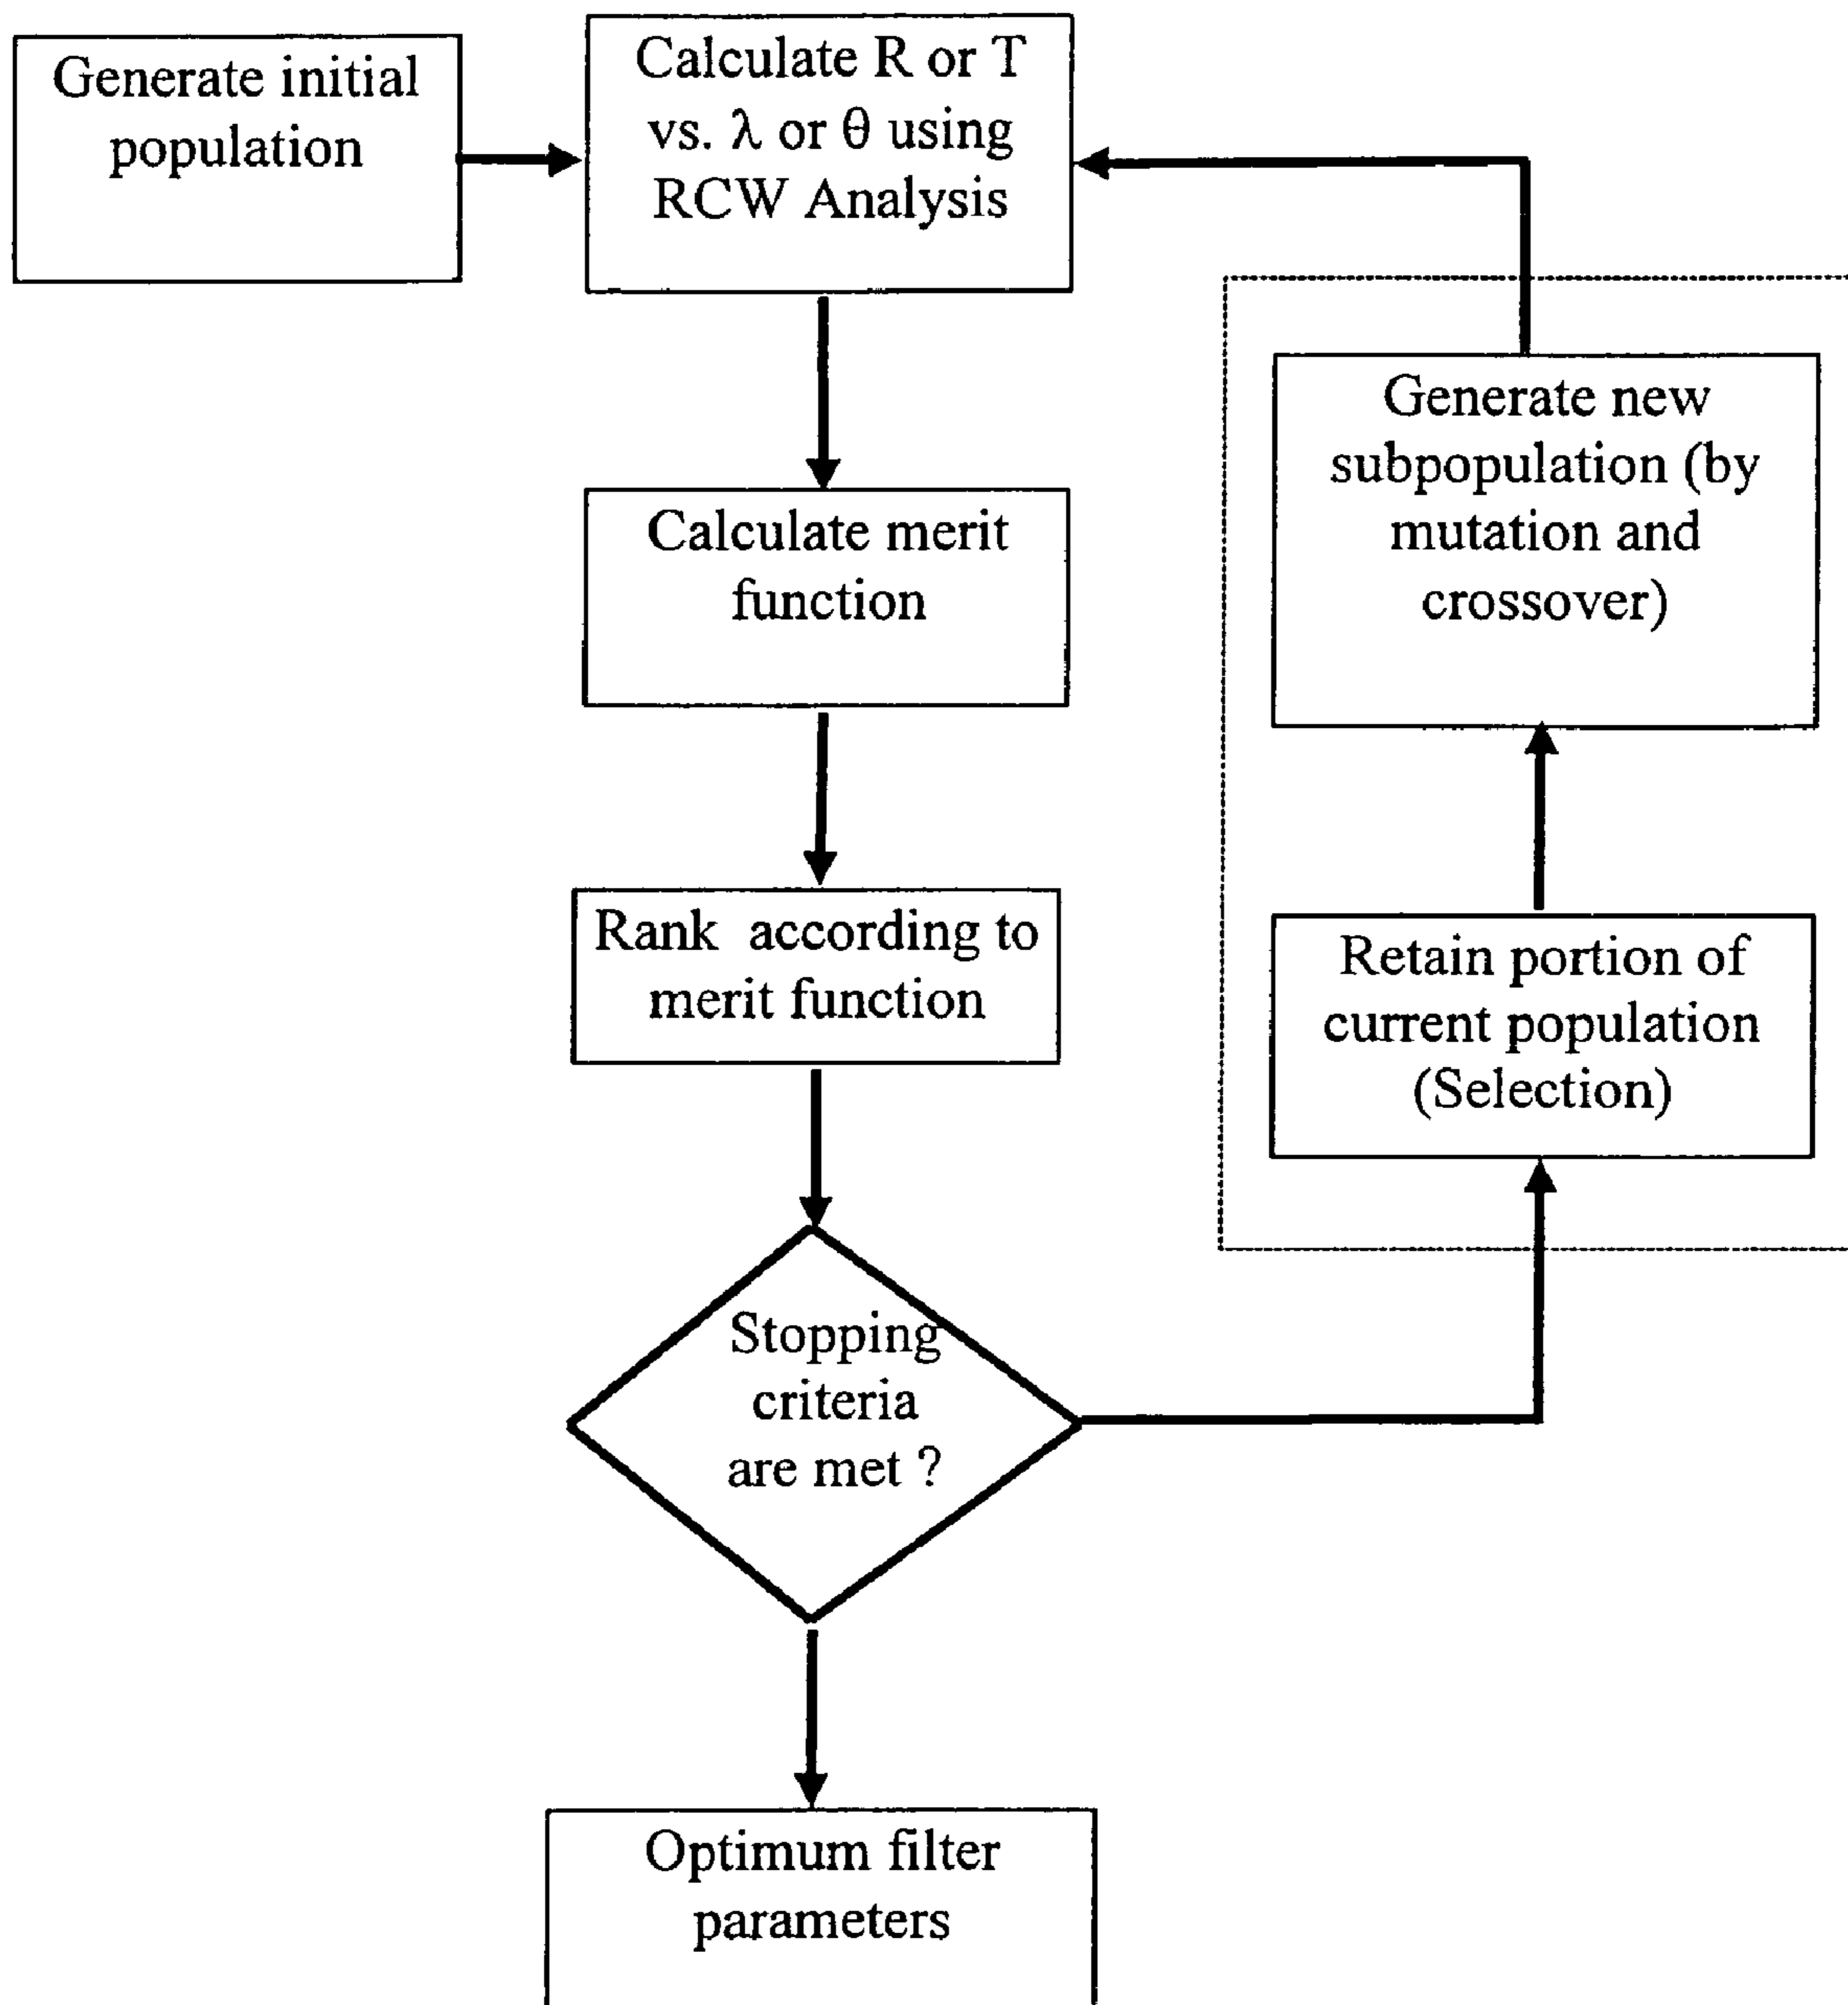 Generate initial
population
Calculate R or T
vs. λ or θ using
RCW Analysis
Calculate merit
function
Rank according to
merit function
Stopping
criteria
are met ?
Optimum filter
parameters
Retain portion of
current population
(Selection)
Generate new
subpopulation (by
mutation and
crossover)